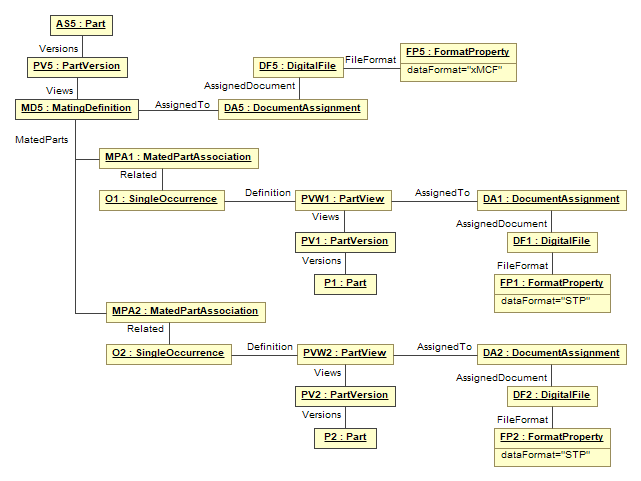 AS5 : Part
Versions
PV5 : PartVersion
Views
MD5 : MatingDefinition
AssignedTo
DA5 : DocumentAssignment
AssignedDocument
DF5 : DigitalFile
FileFormat
FP5 : FormatProperty
dataFormat="xMCF"
MatedParts
MPA1 : MatedPartAssociation
Related
O1 : SingleOccurrence
Definition
PVW1 : PartView
AssignedTo
DA1 : DocumentAssignment
Views
AssignedDocument
PV1 : PartVersion
DF1 : DigitalFile
Versions
FileFormat
P1 : Part
FP1 : FormatProperty
dataFormat="STP"
MPA2 : MatedPartAssociation
Related
O2 : SingleOccurrence
Definition
PVW2 : PartView
AssignedTo
DA2 : DocumentAssignment
Views
AssignedDocument
PV2 : PartVersion
DF2 : DigitalFile
Versions
FileFormat
P2 : Part
FP2 : FormatProperty
dataFormat="STP"